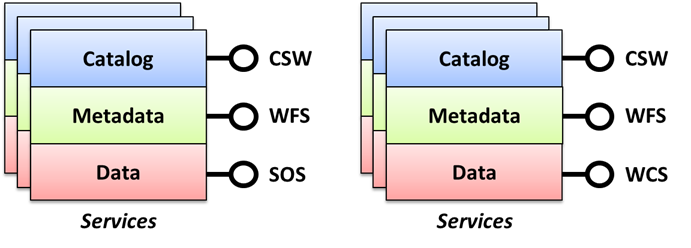 Catalog CSW
Metadata WFS
Data SOS
Services
Catalog CSW
Metadata WFS
Data WCS
Services